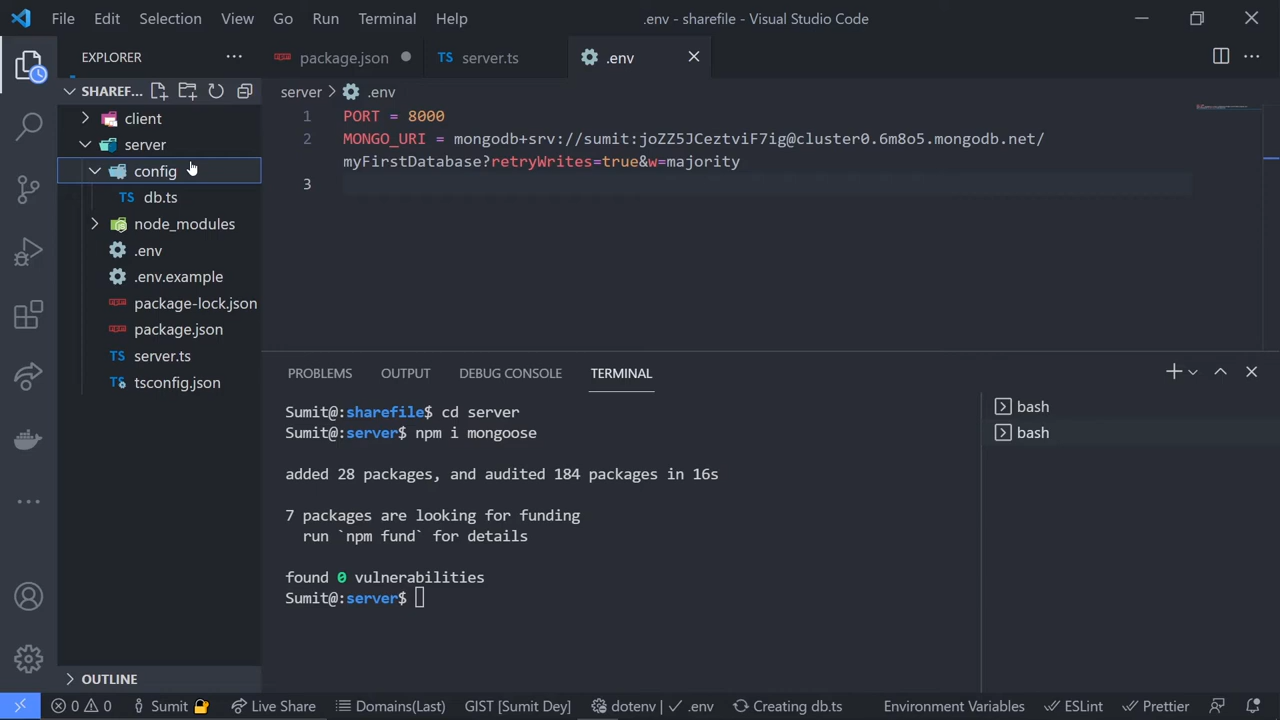 File Edit Selection View Go Run Terminal Help .env - sharefile - Visual Studio Code
EXPLORER
package.json
TS server.ts
.env
SHAREF...
server > .env
client
server
config
TS db.ts
node_modules
.env
.env.example
package-lock.json
package.json
TS server.ts
TS tsconfig.json
OUTLINE
1 PORT = 8000
2 MONGO_URI = mongodb+srv://sumit:joZZ5JCeztviF7ig@cluster0.6m8o5.mongodb.net/
myFirstDatabase?retryWrites=true&w=majority
3
PROBLEMS OUTPUT DEBUG CONSOLE TERMINAL
Sumit@:sharefile$ cd server
Sumit@:server$ npm i mongoose
added 28 packages, and audited 184 packages in 16s
7 packages are looking for funding
run `npm fund` for details
found 0 vulnerabilities
Sumit@:server$
bash
bash
0 0 Sumit Live Share Domains(Last) GIST [Sumit Dey] dotenv | .env Creating db.ts Environment Variables ESLint Prettier